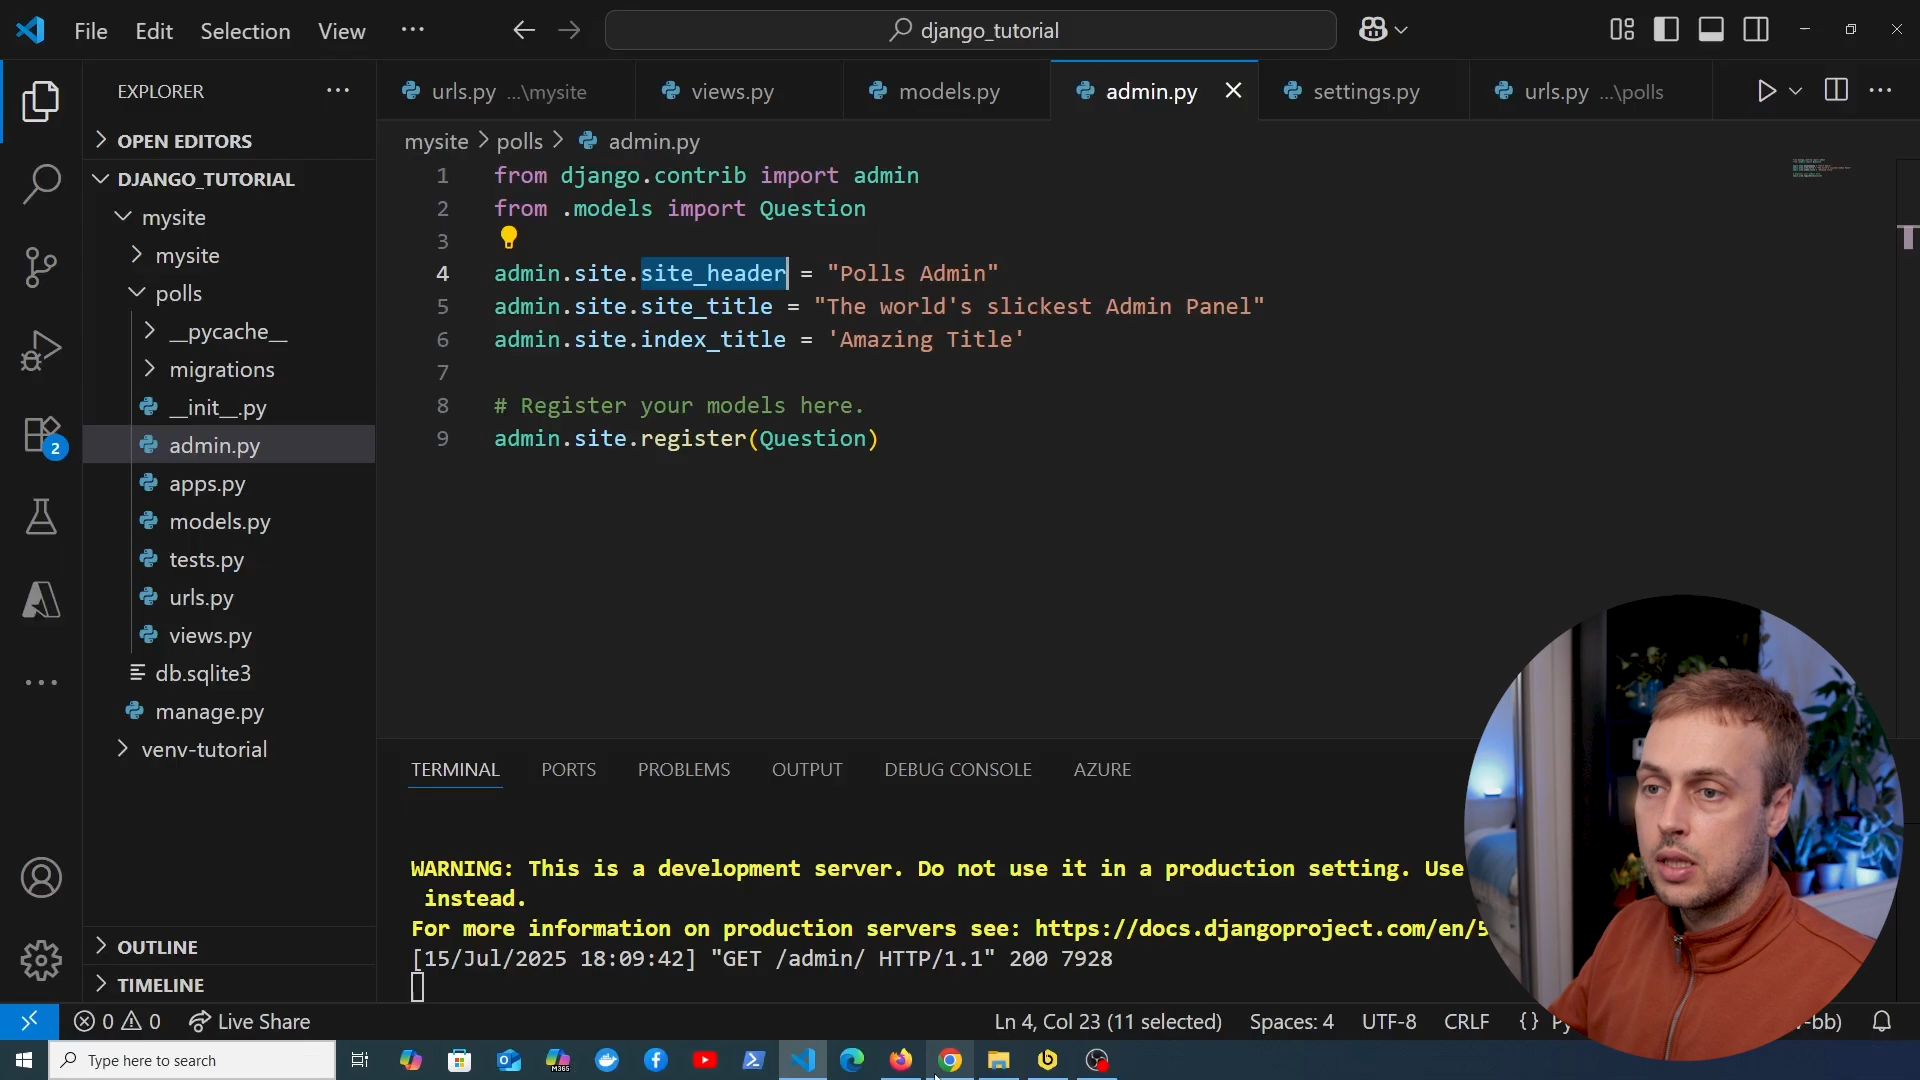 File Edit Selection View ··· django_tutorial
EXPLORER ···
OPEN EDITORS
DJANGO_TUTORIAL
mysite
mysite
polls
__pycache__
migrations
__init__.py
admin.py
apps.py
models.py
tests.py
urls.py
views.py
db.sqlite3
manage.py
venv-tutorial
OUTLINE
TIMELINE
2
urls.py ...\mysite views.py models.py admin.py settings.py urls.py ...\polls
mysite > polls > admin.py
1 from django.contrib import admin
2 from .models import Question
3
4 admin.site.site_header = "Polls Admin"
5 admin.site.site_title = "The world's slickest Admin Panel"
6 admin.site.index_title = 'Amazing Title'
7
8 # Register your models here.
9 admin.site.register(Question)
TERMINAL PORTS PROBLEMS OUTPUT DEBUG CONSOLE AZURE
WARNING: This is a development server. Do not use it in a production setting. Use
instead.
For more information on production servers see: https://docs.djangoproject.com/en/5
[15/Jul/2025 18:09:42] "GET /admin/ HTTP/1.1" 200 7928
0 0 Live Share Ln 4, Col 23 (11 selected) Spaces: 4 UTF-8 CRLF {}
Type here to search
M365